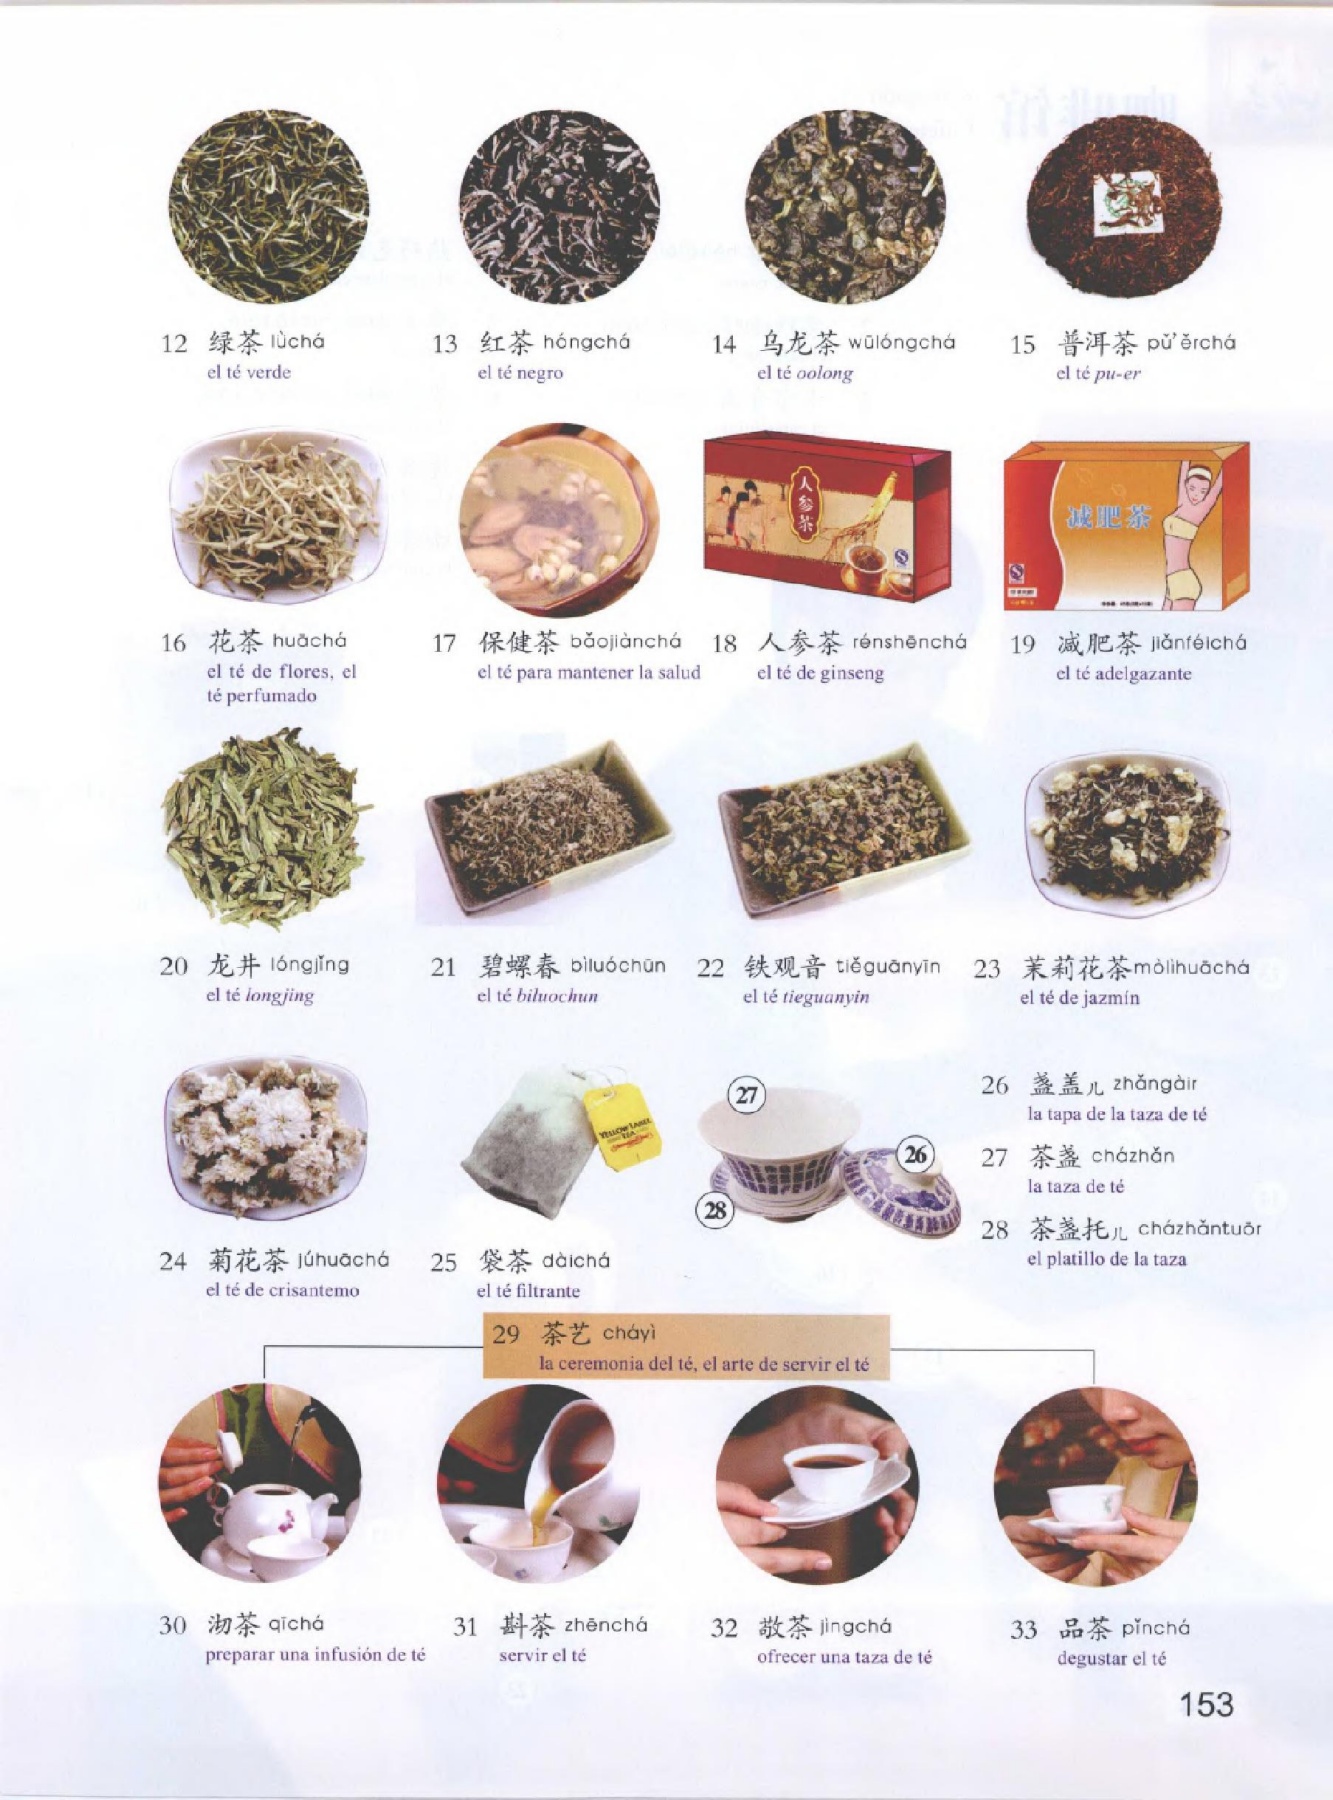 12 绿茶 lǜchá
el té verde
13 红茶 hóngchá
el té negro
14 乌龙茶 wūlóngchá
el té oolong
15 普洱茶 pǔ'ěrchá
el té pu-er
人参茶
减肥茶
16 花茶 huāchá
el té de flores, el
té perfumado
17 保健茶 bǎojiànchá
el té para mantener la salud
18 人参茶 rénshēnchá
el té de ginseng
19 减肥茶 jiǎnféichá
el té adelgazante
20 龙井 lóngjǐng
el té longjing
21 碧螺春 bìluóchūn
el té biluochun
22 铁观音 tiěguānyīn
el té tieguanyin
23 茉莉花茶 mòlìhuāchá
el té de jazmín
YELLOW LABEL
TEA
27
26
28
24 菊花茶 júhuāchá
el té de crisantemo
25 袋茶 dàichá
el té filtrante
26 盏盖儿 zhǎngàir
la tapa de la taza de té
27 茶盏 cházhǎn
la taza de té
28 茶盏托儿 cházhǎntuōr
el platillo de la taza
29 茶艺 cháyì
la ceremonia del té, el arte de servir el té
30 沏茶 qīchá
preparar una infusión de té
31 斟茶 zhēnchá
servir el té
32 敬茶 jìngchá
ofrecer una taza de té
33 品茶 pǐnchá
degustar el té
153